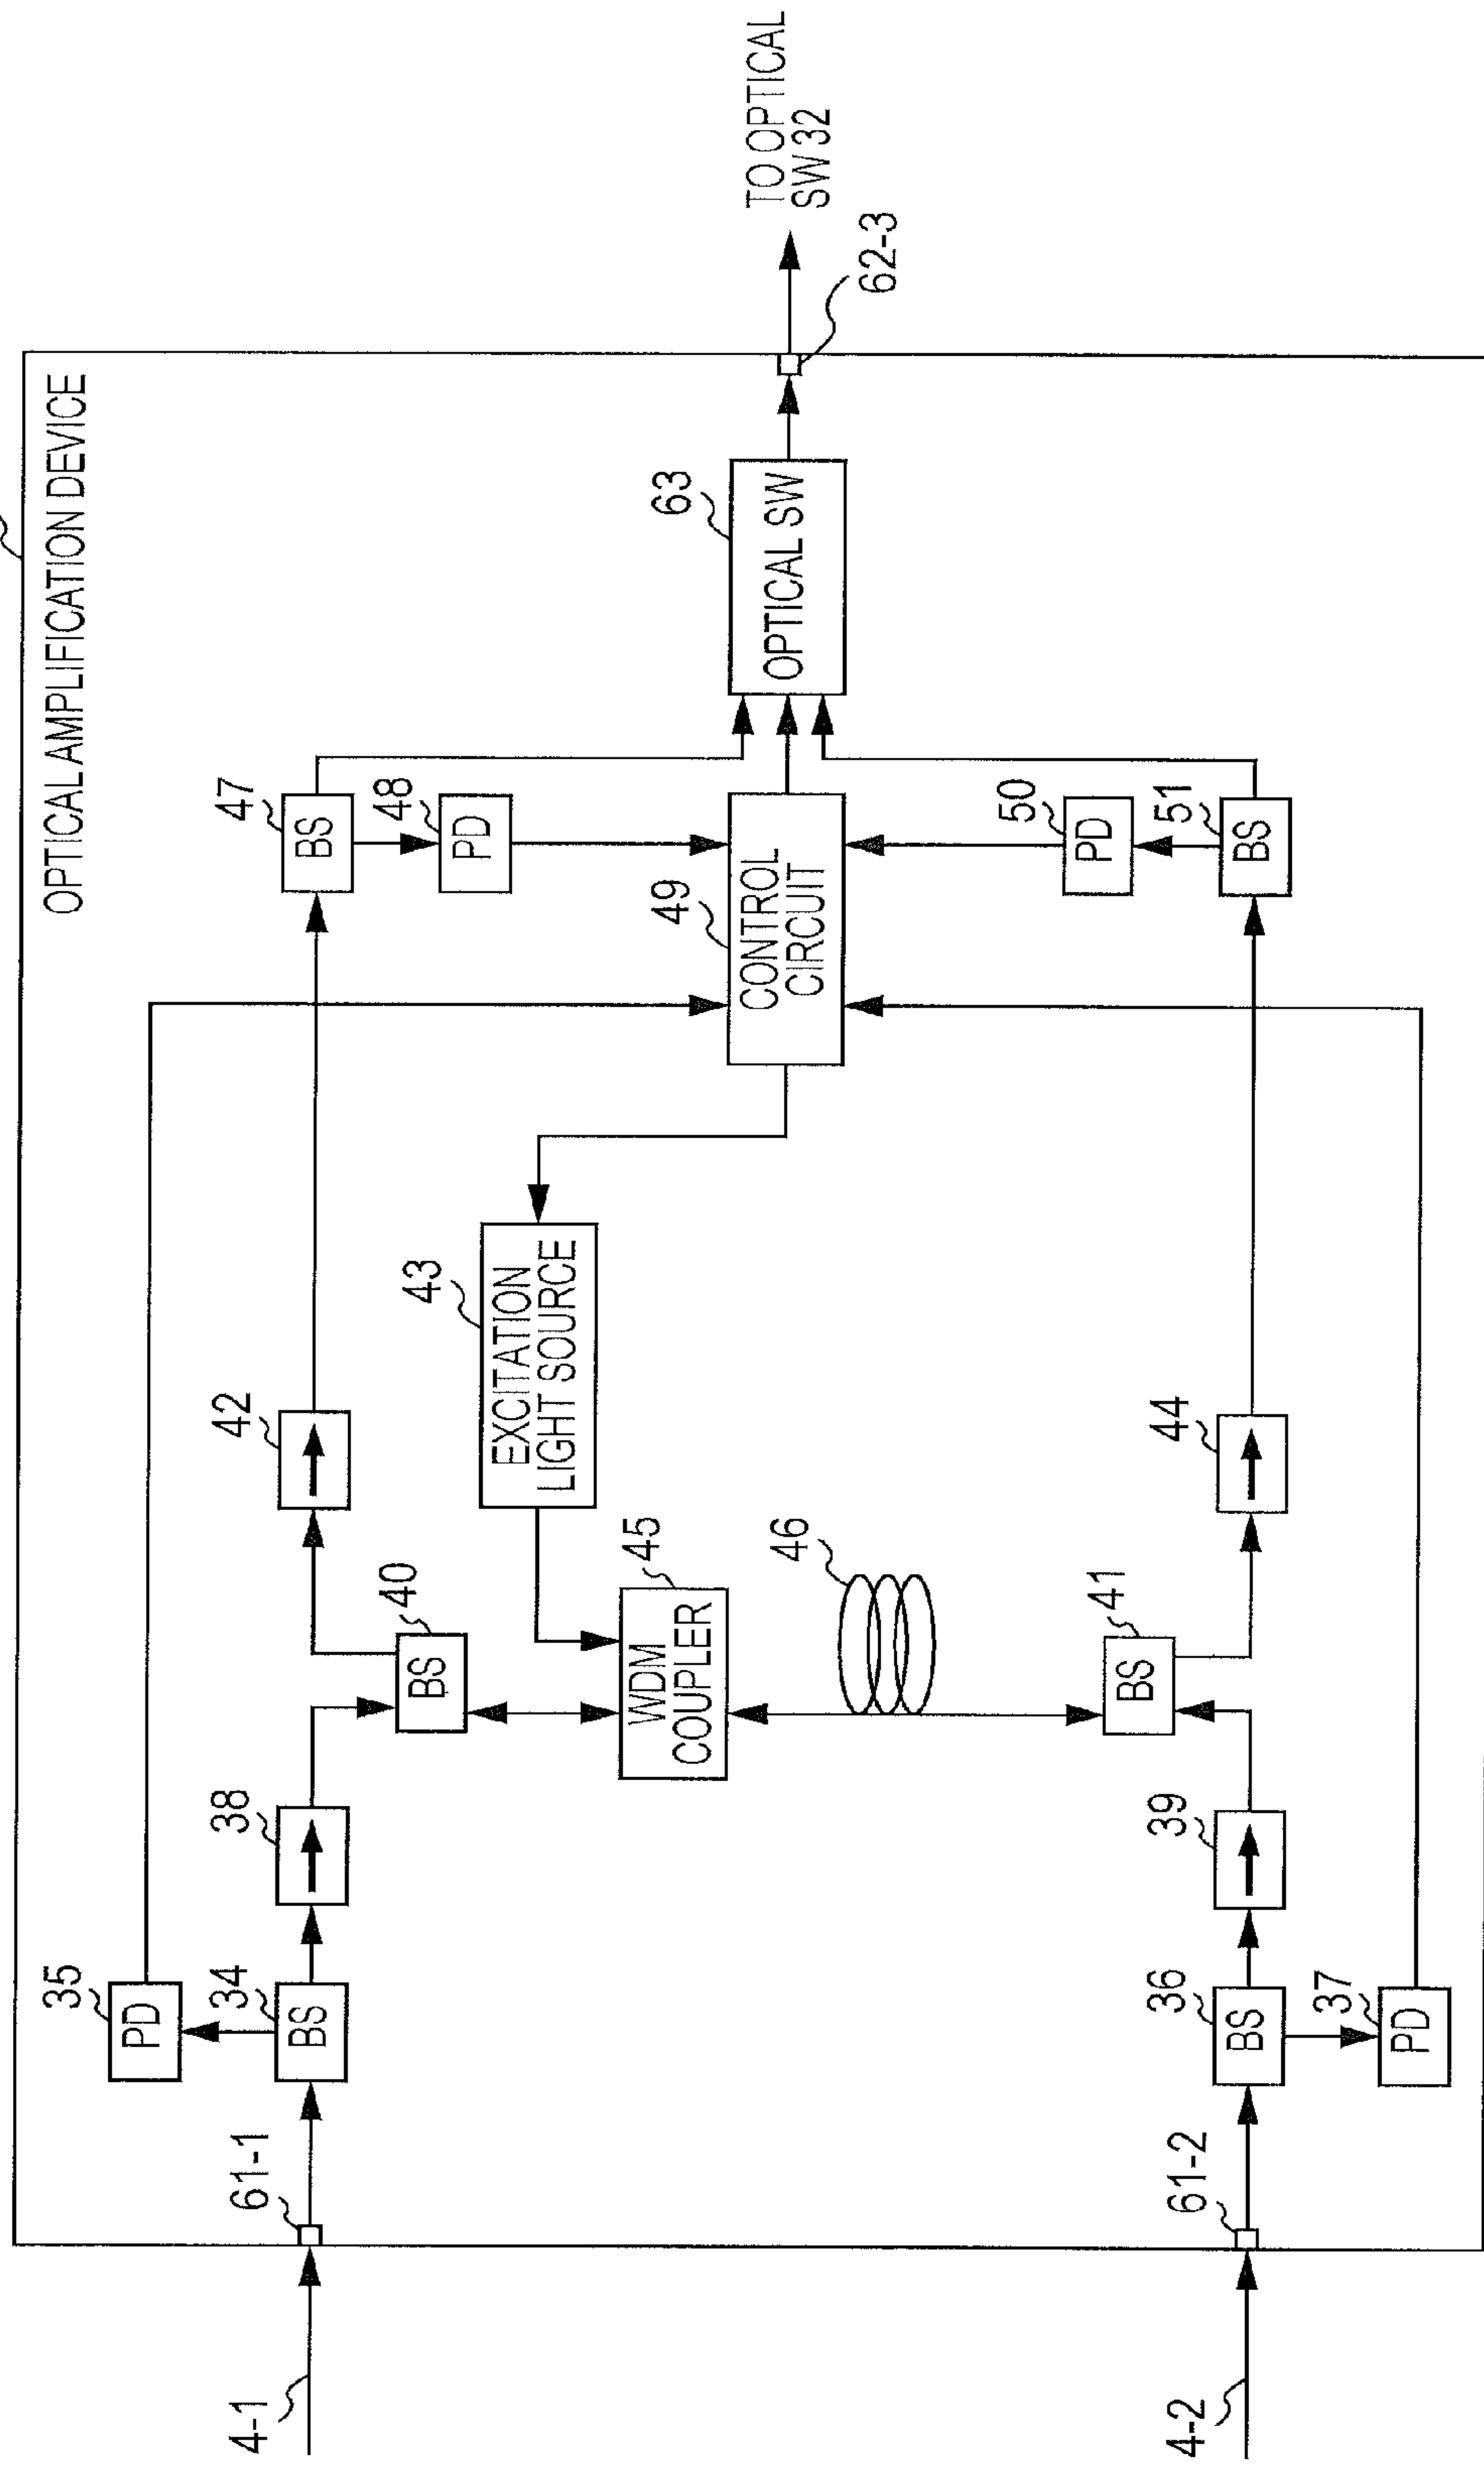 OPTICAL AMPLIFICATION DEVICE
35
PD
34
BS
61-1
4-1
38
40
BS
42
47
BS
48
PD
43
EXCITATION
LIGHT SOURCE
45
WDM
COUPLER
46
49
CONTROL
CIRCUIT
63
OPTICAL SW
62-3
TO OPTICAL
SW 32
50
PD
51
BS
41
BS
44
39
36
BS
37
PD
61-2
4-2